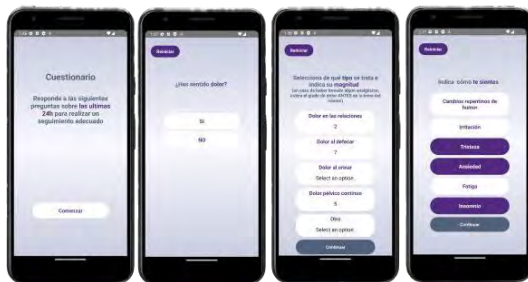 Cuestionario
Responde a las siguientes
preguntas sobre las ultimas
24h para realizar un
seguimiento adecuado
Comenzar
Reiniciar
¿Has sentido dolor?
SI
NO
Reiniciar
Selecciona de qué tipo se trata e
indica su magnitud
Dolor en las relaciones
2
Dolor al defecar
7
Dolor al orinar
Select an option
Dolor pélvico continuo
5
Otro
Select an option
Continuar
Reiniciar
Indica cómo te sientes
Cambios repentinos de
humor
Irritación
Tristeza
Ansiedad
Fatiga
Insomnio
Continuar